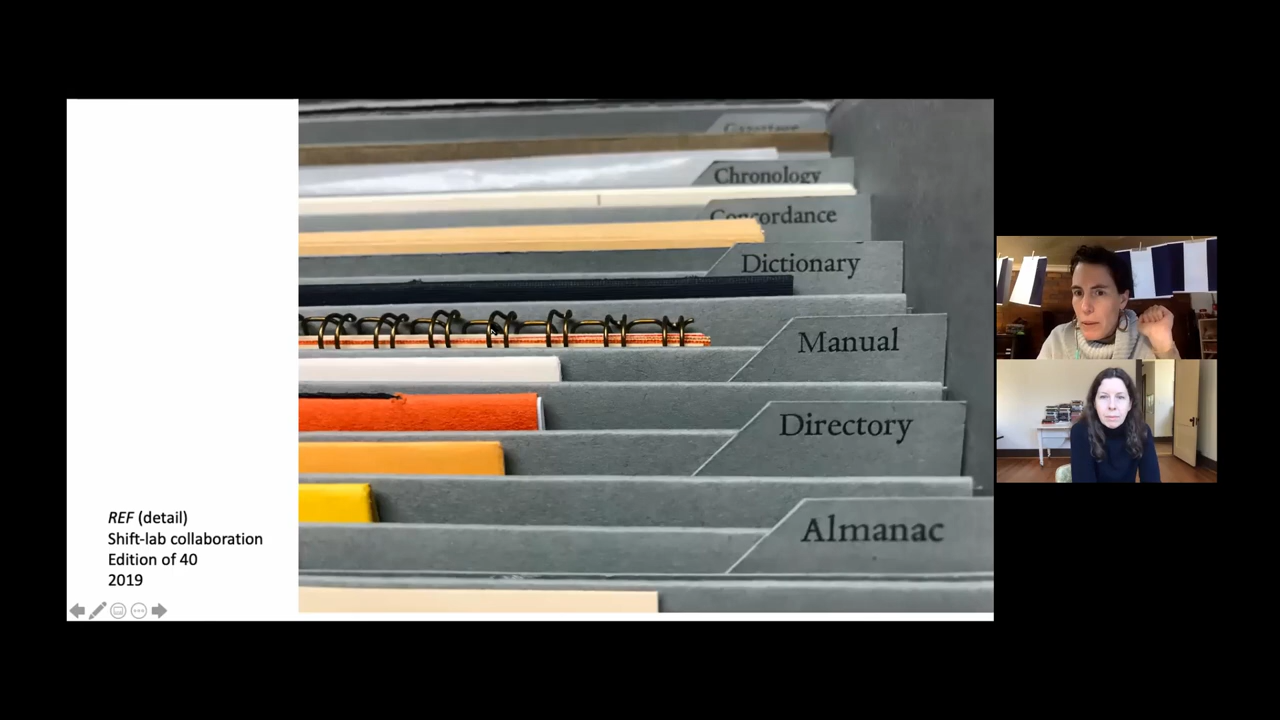 Chronology
Concordance
Dictionary
Manual
Directory
Almanac
REF (detail)
Shift-lab collaboration
Edition of 40
2019